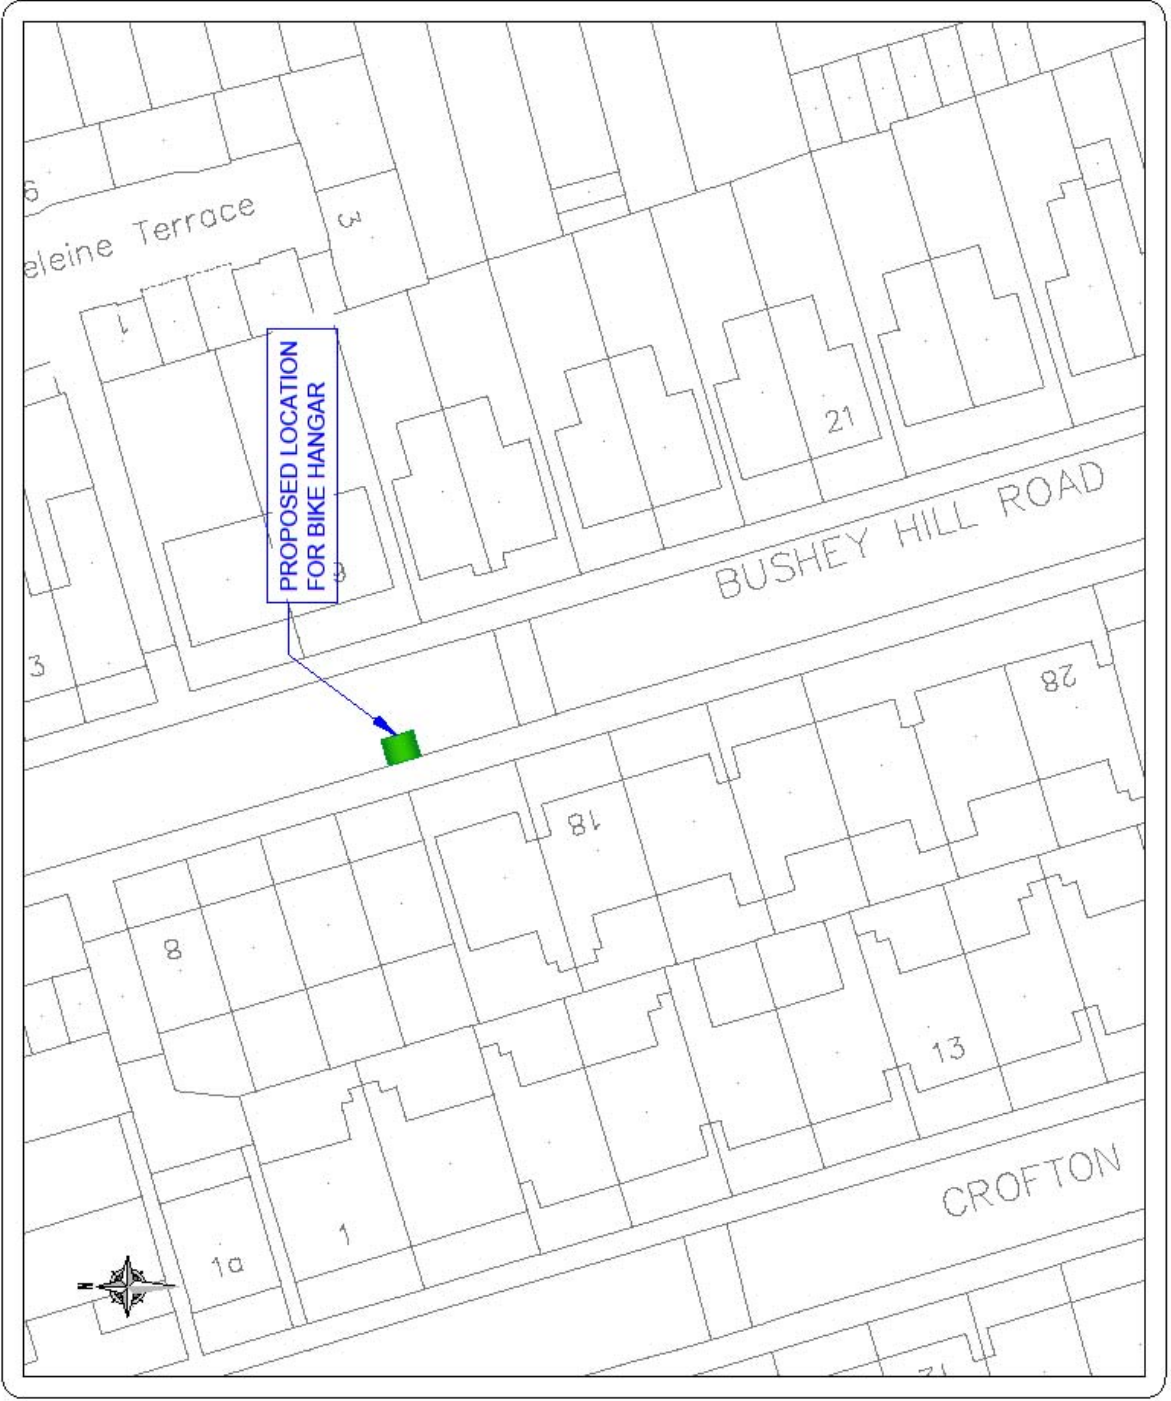 eleine Terrace
3
1
PROPOSED LOCATION
FOR BIKE HANGAR
9
21
BUSHEY HILL ROAD
3
28
18
8
13
CROFTON
1
1a
N